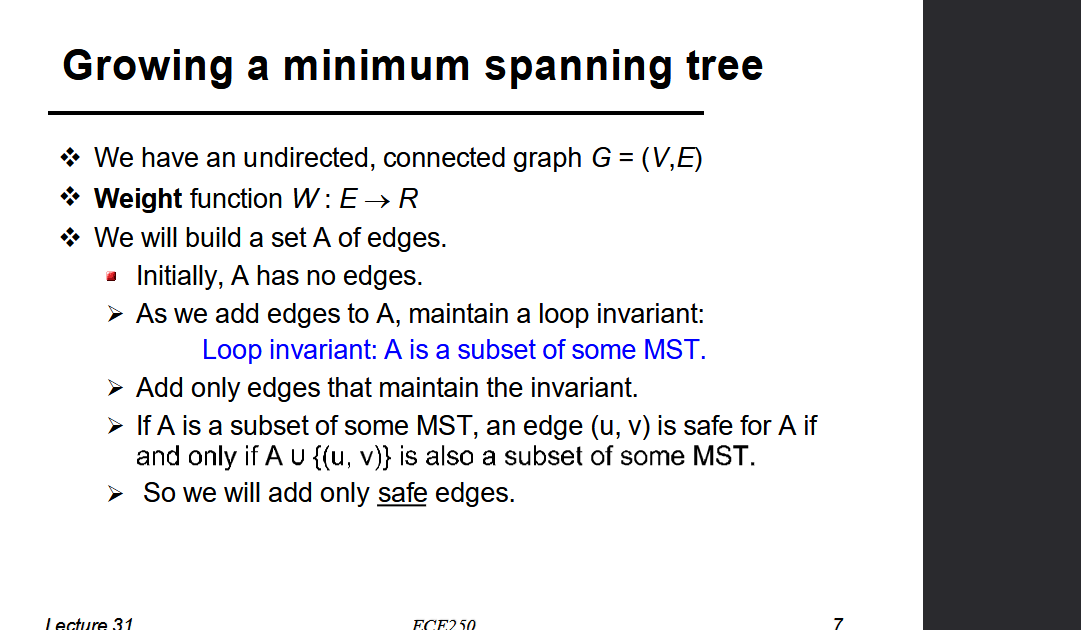 Growing a minimum spanning tree
❖ We have an undirected, connected graph G = (V,E)
❖ Weight function W : E → R
❖ We will build a set A of edges.
▪ Initially, A has no edges.
➢ As we add edges to A, maintain a loop invariant:
Loop invariant: A is a subset of some MST.
➢ Add only edges that maintain the invariant.
➢ If A is a subset of some MST, an edge (u, v) is safe for A if
and only if A ∪ {(u, v)} is also a subset of some MST.
➢ So we will add only safe edges.
Lecture 31 ECE250 7